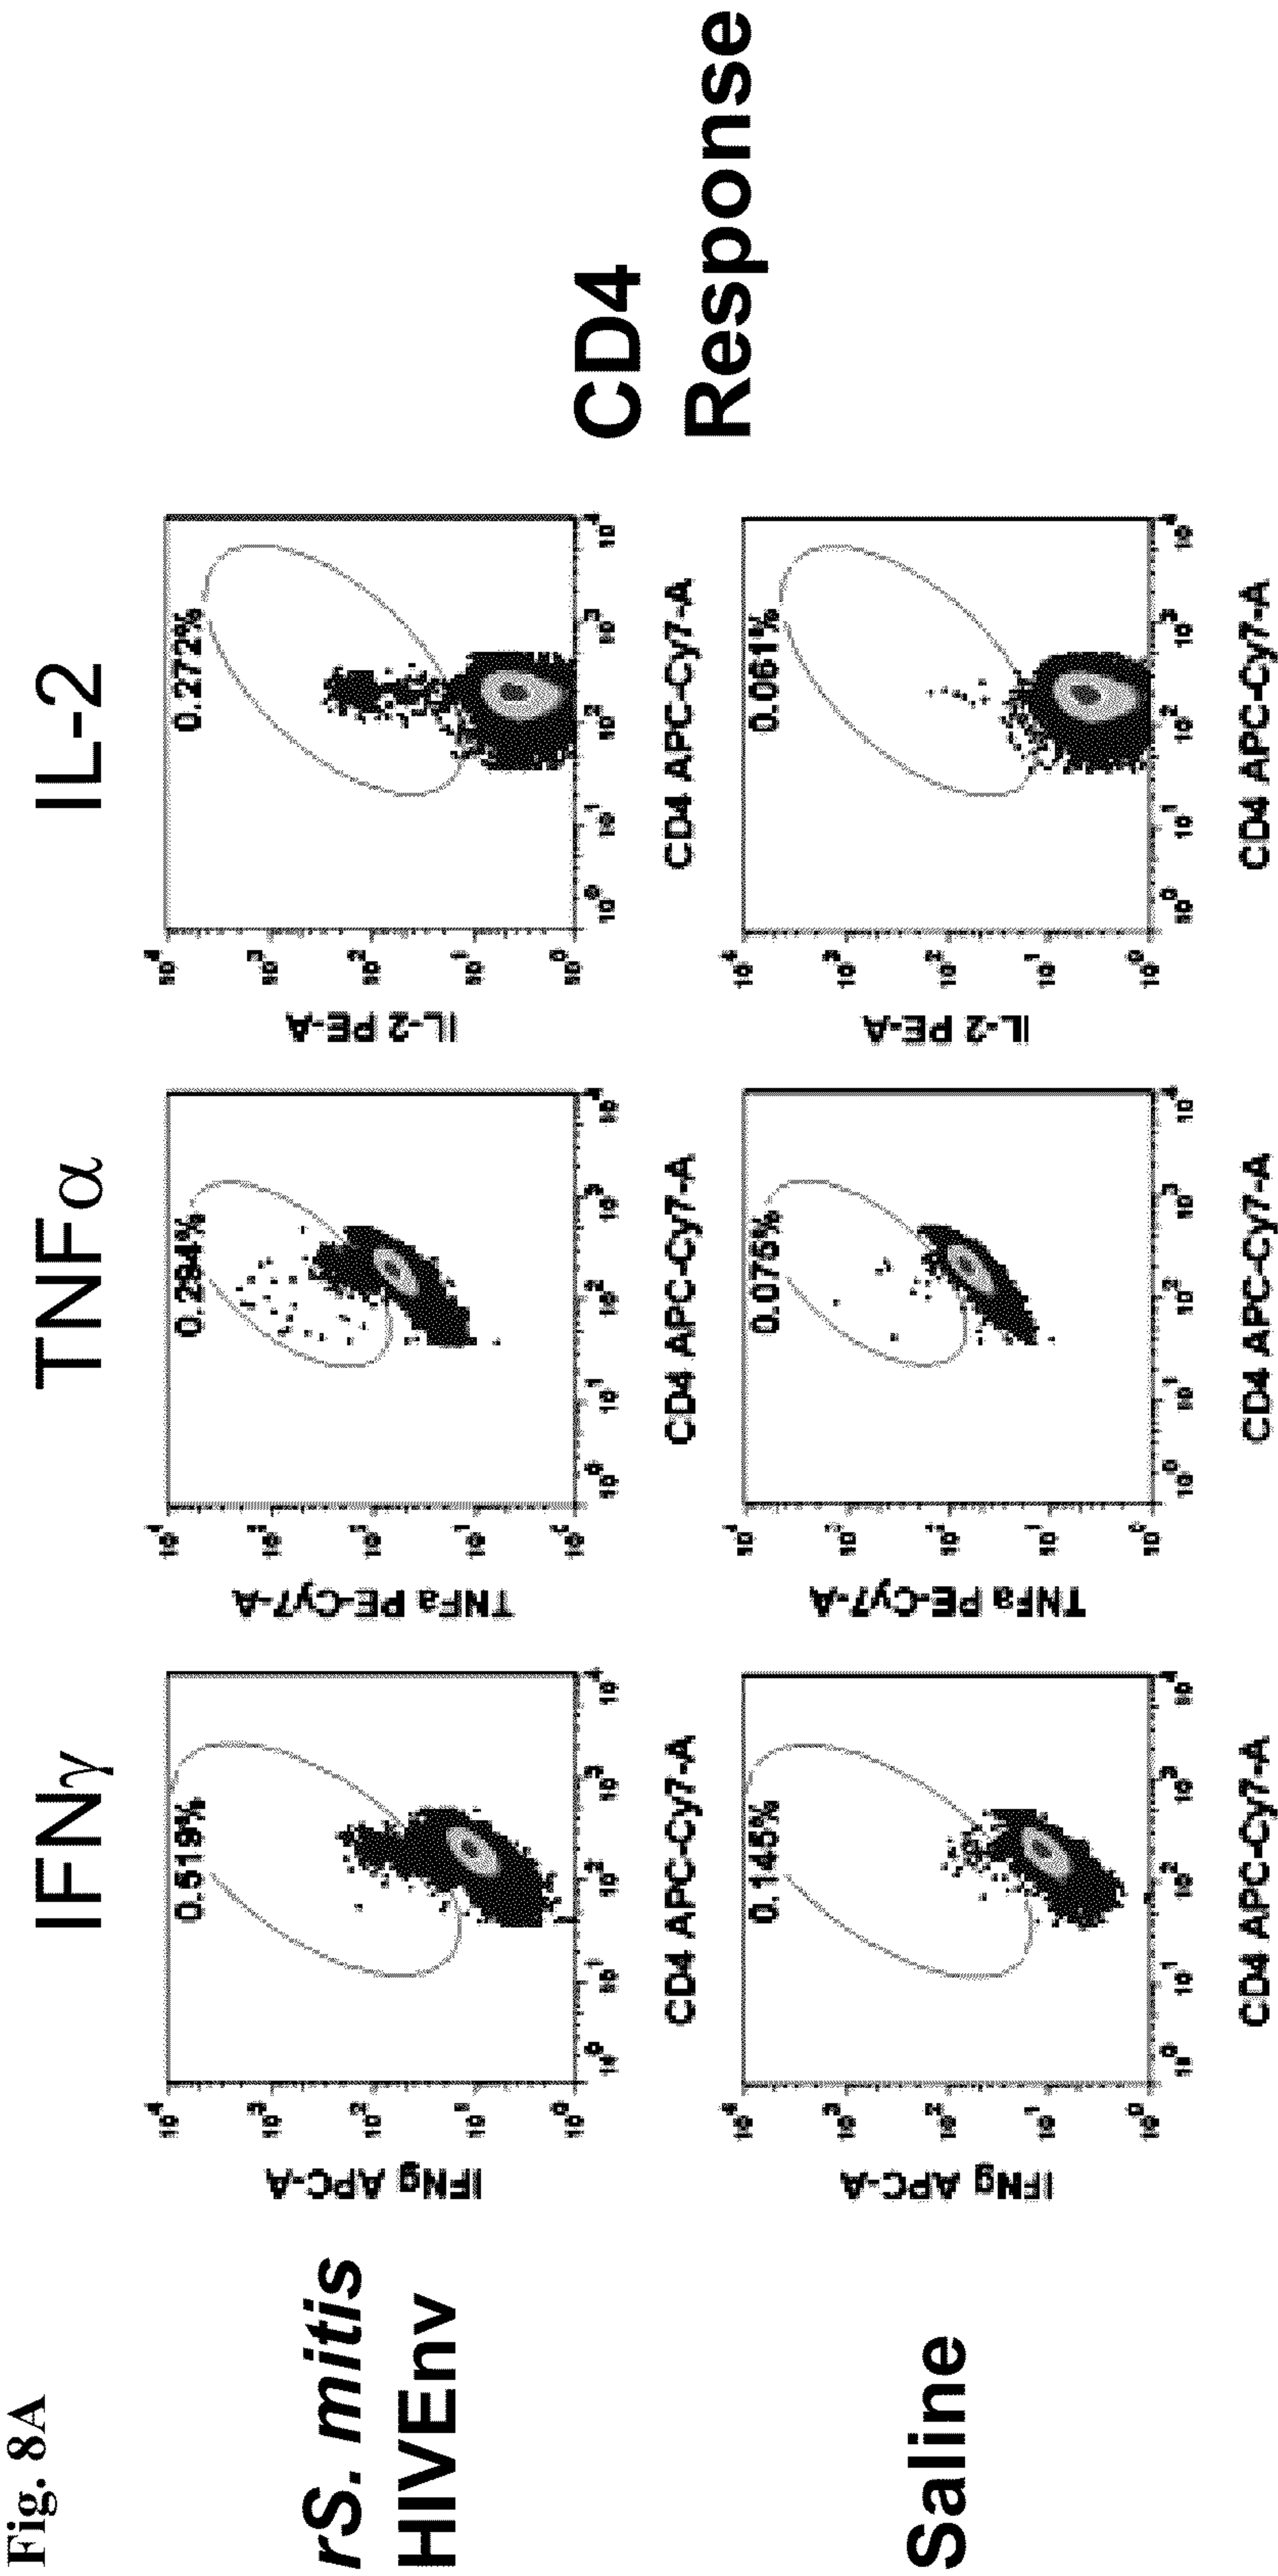 Fig. 8A
IFNγ
TNFα
IL-2
rS. mitis
HIVEnv
0.519%
IFNg APC-A
CD4 APC-Cy7-A
TNFa PE-Cy7-A
CD4 APC-Cy7-A
0.272%
IL-2 PE-A
CD4 APC-Cy7-A
CD4
Response
Saline
0.145%
IFNg APC-A
CD4 APC-Cy7-A
0.075%
TNFa PE-Cy7-A
CD4 APC-Cy7-A
0.061%
IL-2 PE-A
CD4 APC-Cy7-A